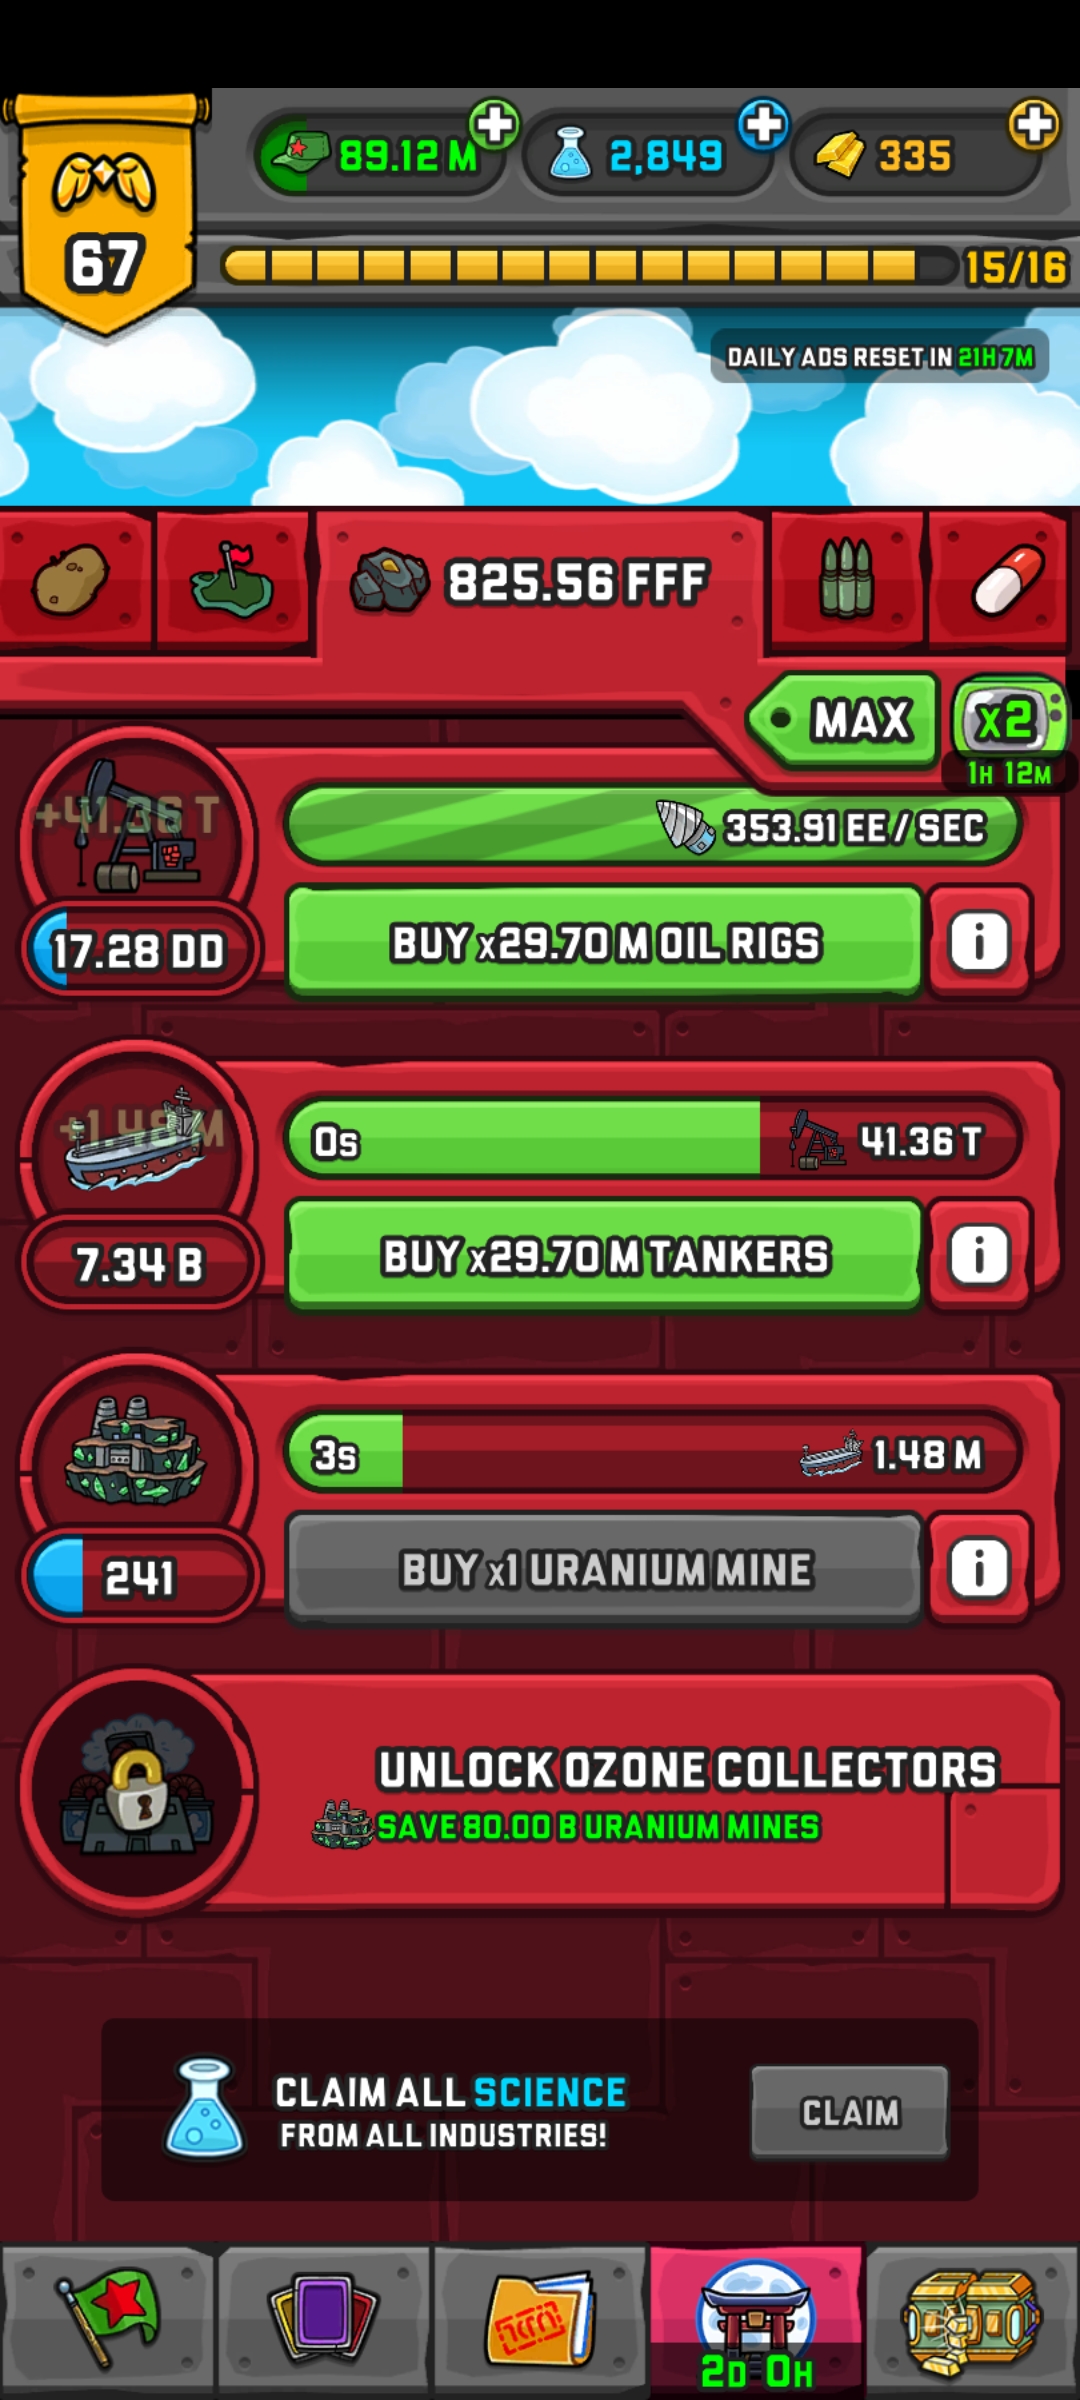 89.12 M
2,849
335
67
15/16
DAILY ADS RESET IN 21H 7M
825.56 FFF
MAX
X2
1H 12M
+41.36 T
353.91 EE / SEC
17.28 DD
BUY x29.70 M OIL RIGS
i
+1.48 M
0s
41.36 T
7.34 B
BUY x29.70 M TANKERS
i
3s
1.48 M
241
BUY x1 URANIUM MINE
i
UNLOCK OZONE COLLECTORS
SAVE 80.00 B URANIUM MINES
CLAIM ALL SCIENCE
FROM ALL INDUSTRIES!
CLAIM
2D 0H